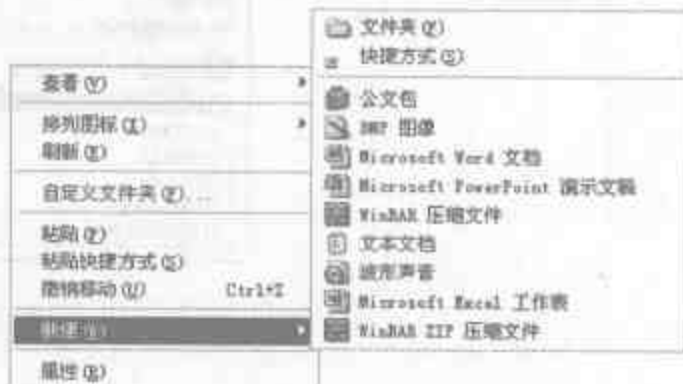 查看(V)
排列图标(I)
刷新(E)
自定义文件夹(F)...
粘贴(P)
粘贴快捷方式(S)
撤销移动(U) Ctrl+Z
新建(W)
属性(R)
文件夹(F)
快捷方式(S)
公文包
BMP 图像
Microsoft Word 文档
Microsoft PowerPoint 演示文稿
WinRAR 压缩文件
文本文档
波形声音
Microsoft Excel 工作表
WinRAR ZIP 压缩文件